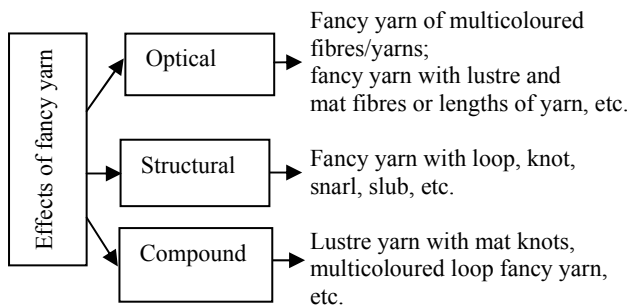 Effects of fancy yarn
Optical
Fancy yarn of multicoloured
fibres/yarns;
fancy yarn with lustre and
mat fibres or lengths of yarn, etc.
Structural
Fancy yarn with loop, knot,
snarl, slub, etc.
Compound
Lustre yarn with mat knots,
multicoloured loop fancy yarn,
etc.